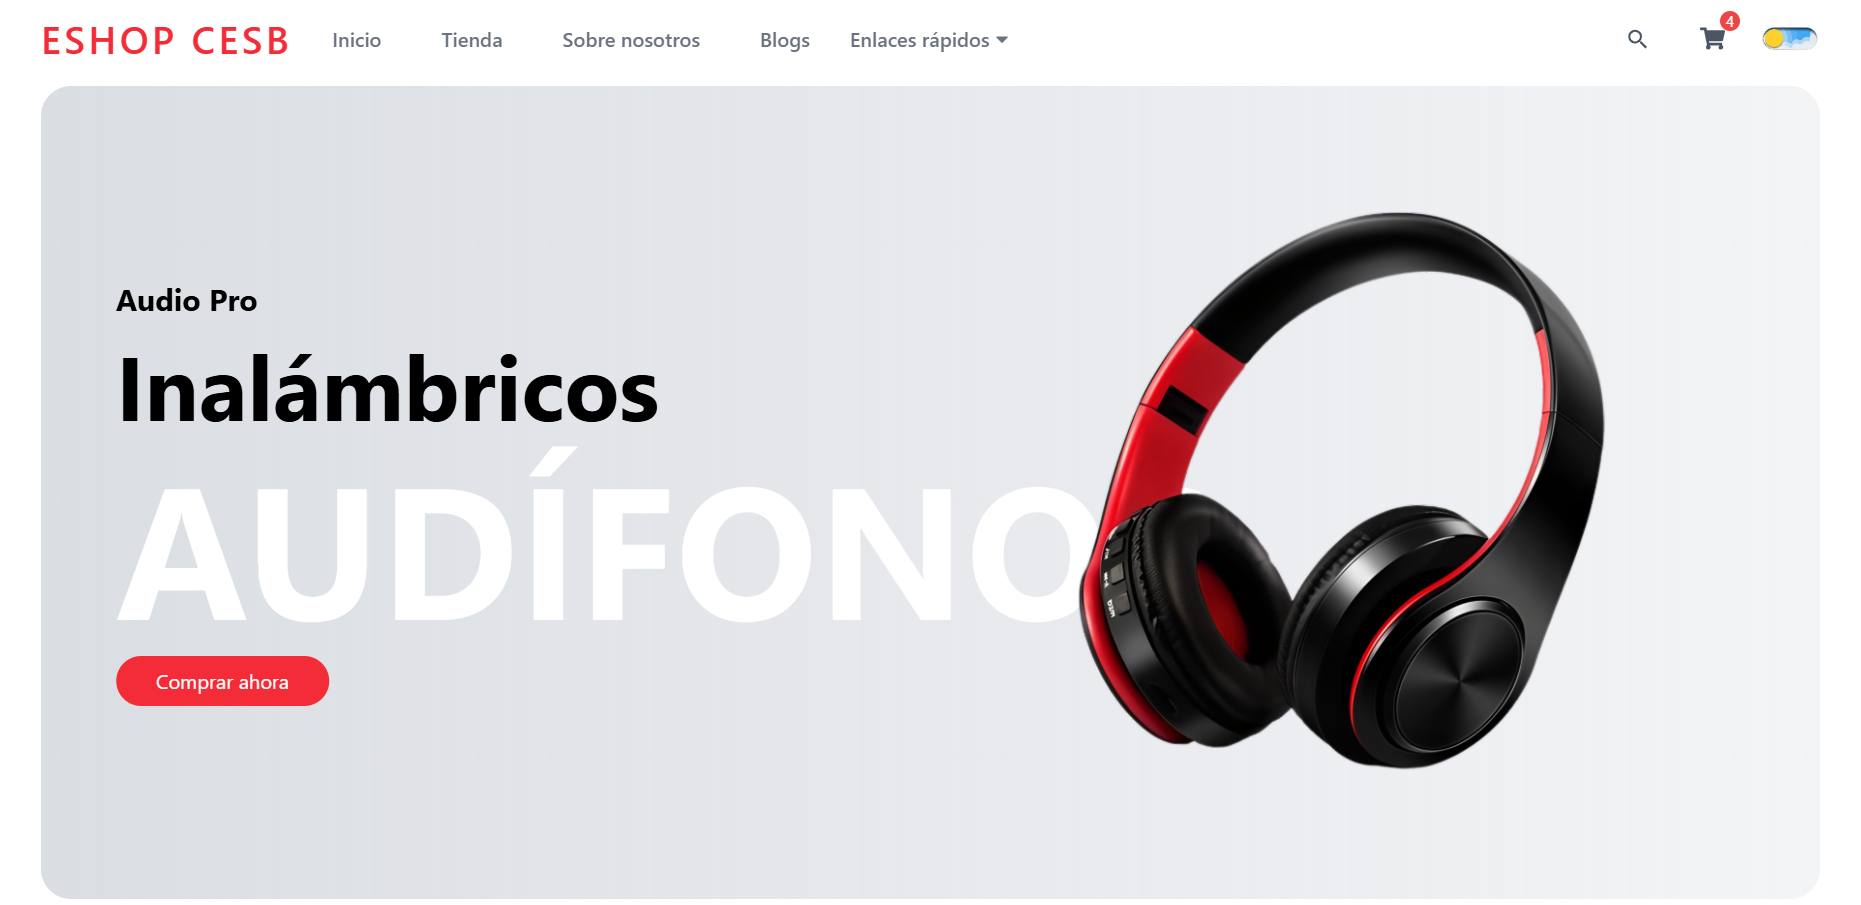 ESHOP CESB Inicio Tienda Sobre nosotros Blogs Enlaces rápidos 4
Audio Pro
Inalámbricos
AUDÍFONO
Comprar ahora